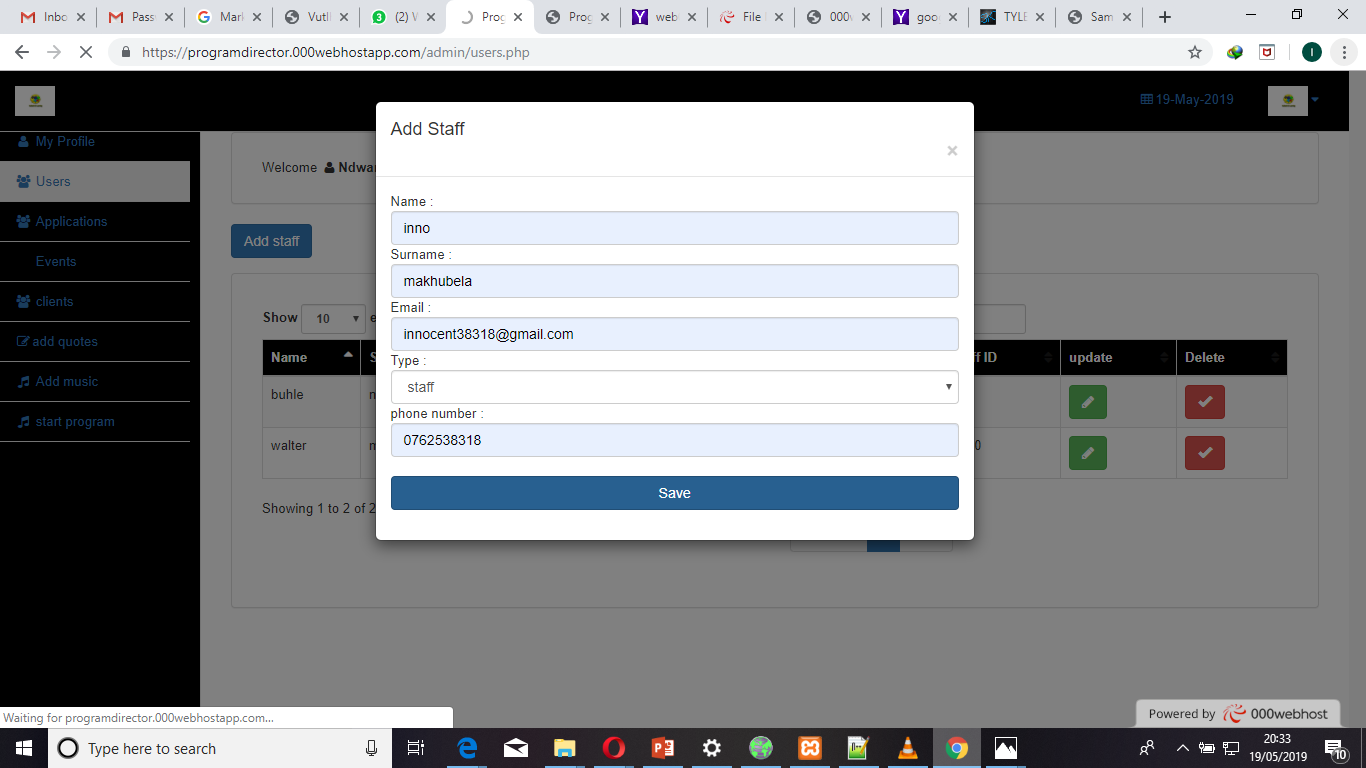 Inbo
Pass
Mar
Vutl
(2) W
Prog
Prog
web
File
000
goo
TYLE
Sam
https://programdirector.000webhostapp.com/admin/users.php
19-May-2019
Add Staff
×
My Profile
Welcome Ndwa
Users
Name :
inno
Applications
Add staff
Surname :
makhubela
Events
clients
Email :
Show 10 e
innocent38318@gmail.com
add quotes
Type :
Name S ff ID update Delete
Add music
staff
buhle n
phone number :
start program
0762538318
walter m 0
Save
Showing 1 to 2 of 2
Waiting for programdirector.000webhostapp.com...
Powered by 000webhost
Type here to search
20:33
19/05/2019
10